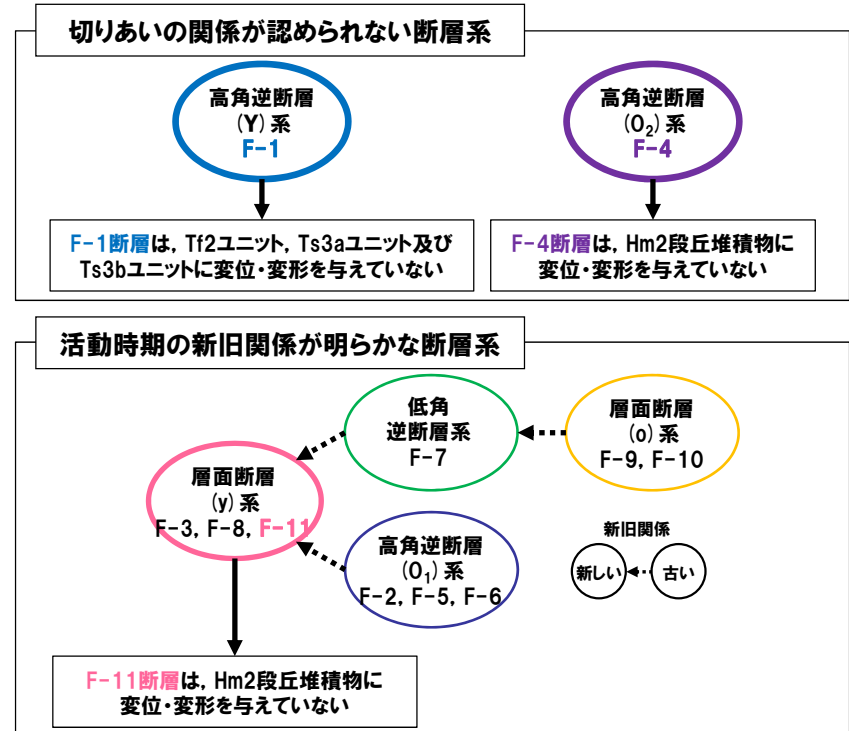 切りあいの関係が認められない断層系
高角逆断層
(Y)系
F-1
高角逆断層
(O₂)系
F-4
F-1断層は，Tf2ユニット，Ts3aユニット及び
Ts3bユニットに変位・変形を与えていない
F-4断層は，Hm2段丘堆積物に
変位・変形を与えていない
活動時期の新旧関係が明らかな断層系
低角
逆断層系
F-7
層面断層
(o)系
F-9，F-10
層面断層
(y)系
F-3，F-8，F-11
高角逆断層
(O₁)系
F-2，F-5，F-6
新旧関係
新しい
古い
F-11断層は，Hm2段丘堆積物に
変位・変形を与えていない